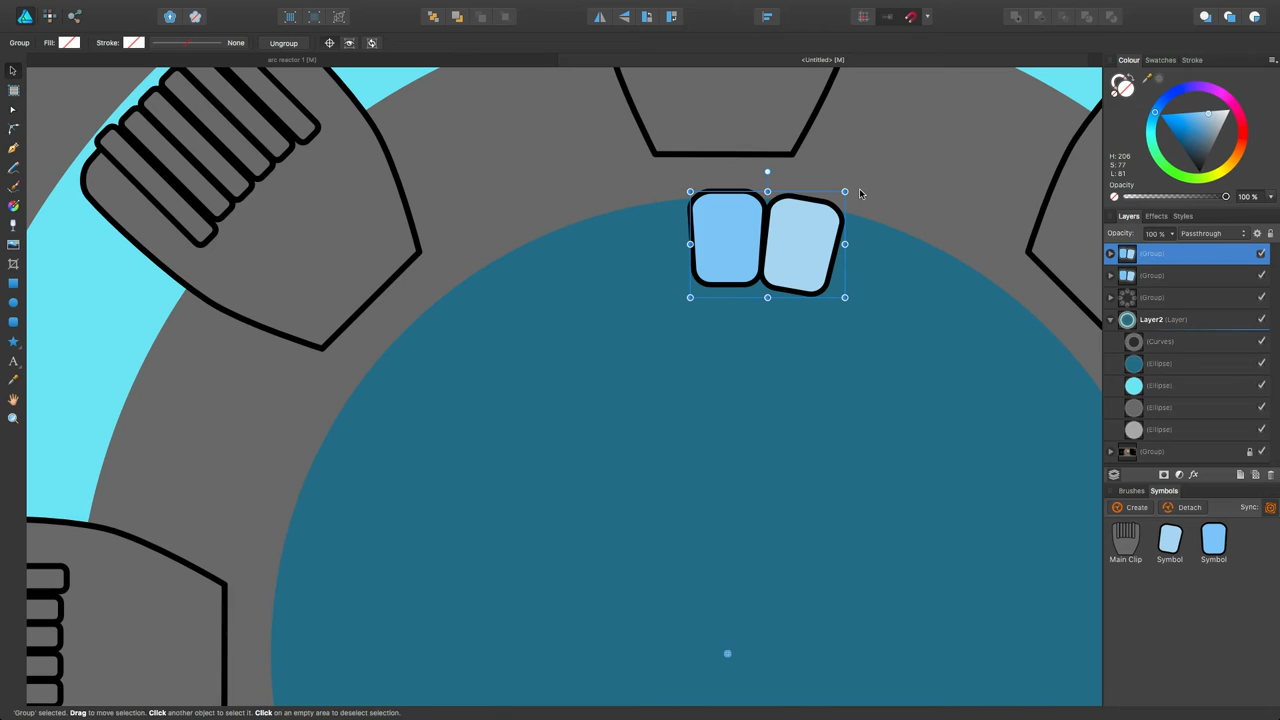 Group
Fill:
Stroke:
None
Ungroup
arc reactor 1 [M]
<Untitled> [M]
Colour Swatches Stroke
H: 206
S: 77
L: 81
Opacity
100 %
Layers Effects Styles
Opacity: 100 % Passthrough
(Group)
(Group)
(Group)
Layer2 (Layer)
(Curves)
(Ellipse)
(Ellipse)
(Ellipse)
(Ellipse)
(Group)
Brushes Symbols
Create Detach Sync:
Main Clip Symbol Symbol
'Group' selected. Drag to move selection. Click another object to select it. Click on an empty area to deselect selection.